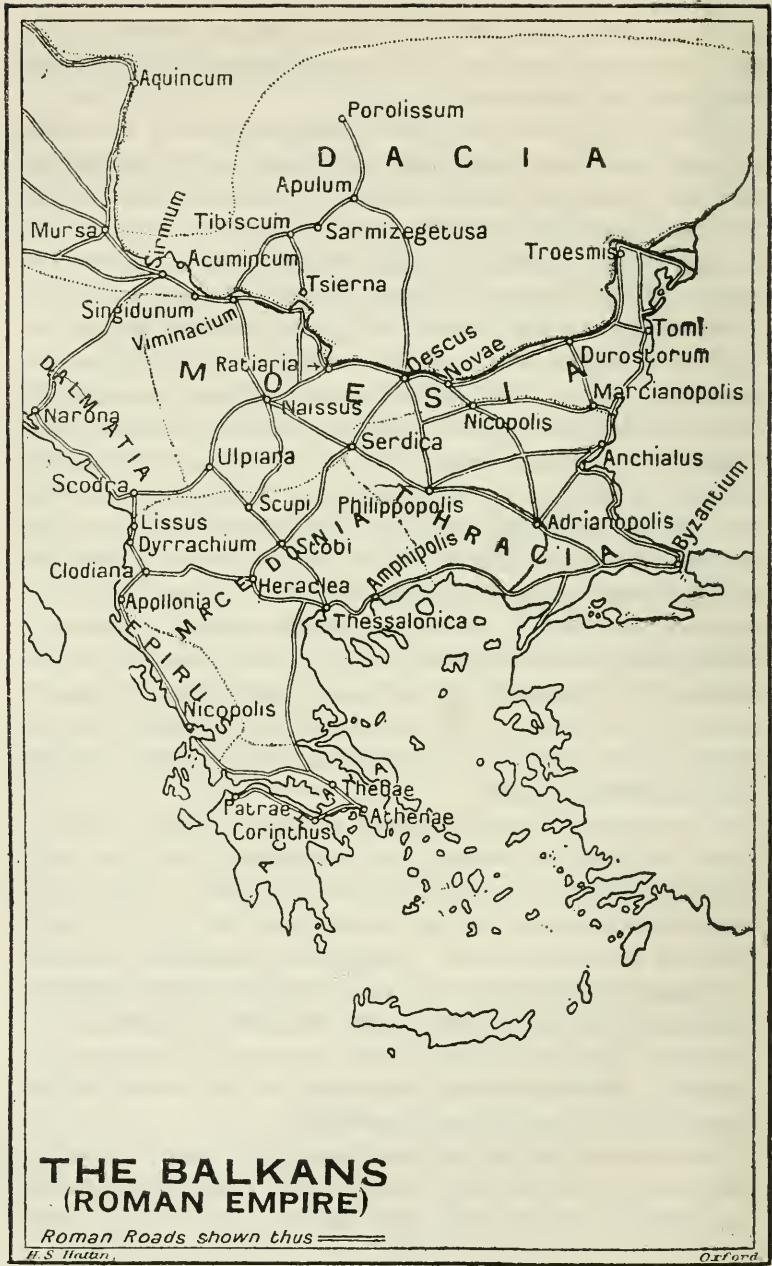 Aquincum
Porolissum
DACIA
Apulum
Mursa
Sirmium
Tibiscum
Sarmizegetusa
Acumincum
Troesmis
Tsierna
Singidunum
Viminacium
Tomi
Ratiaria
Oescus
Novae
Durostorum
MOESIA
DALMATIA
Marcianopolis
Narona
Naissus
Nicopolis
Serdica
Ulpiana
Anchialus
Scodra
Scupi
Philippopolis
Byzantium
Lissus
THRACIA
Adrianopolis
Dyrrachium
Stobi
MACEDONIA
Amphipolis
Clodiana
Heraclea
Apollonia
Thessalonica
EPIRUS
Nicopolis
Thebae
Patrae
Athenae
Corinthus
THE BALKANS
(ROMAN EMPIRE)
Roman Roads shown thus
Oxford